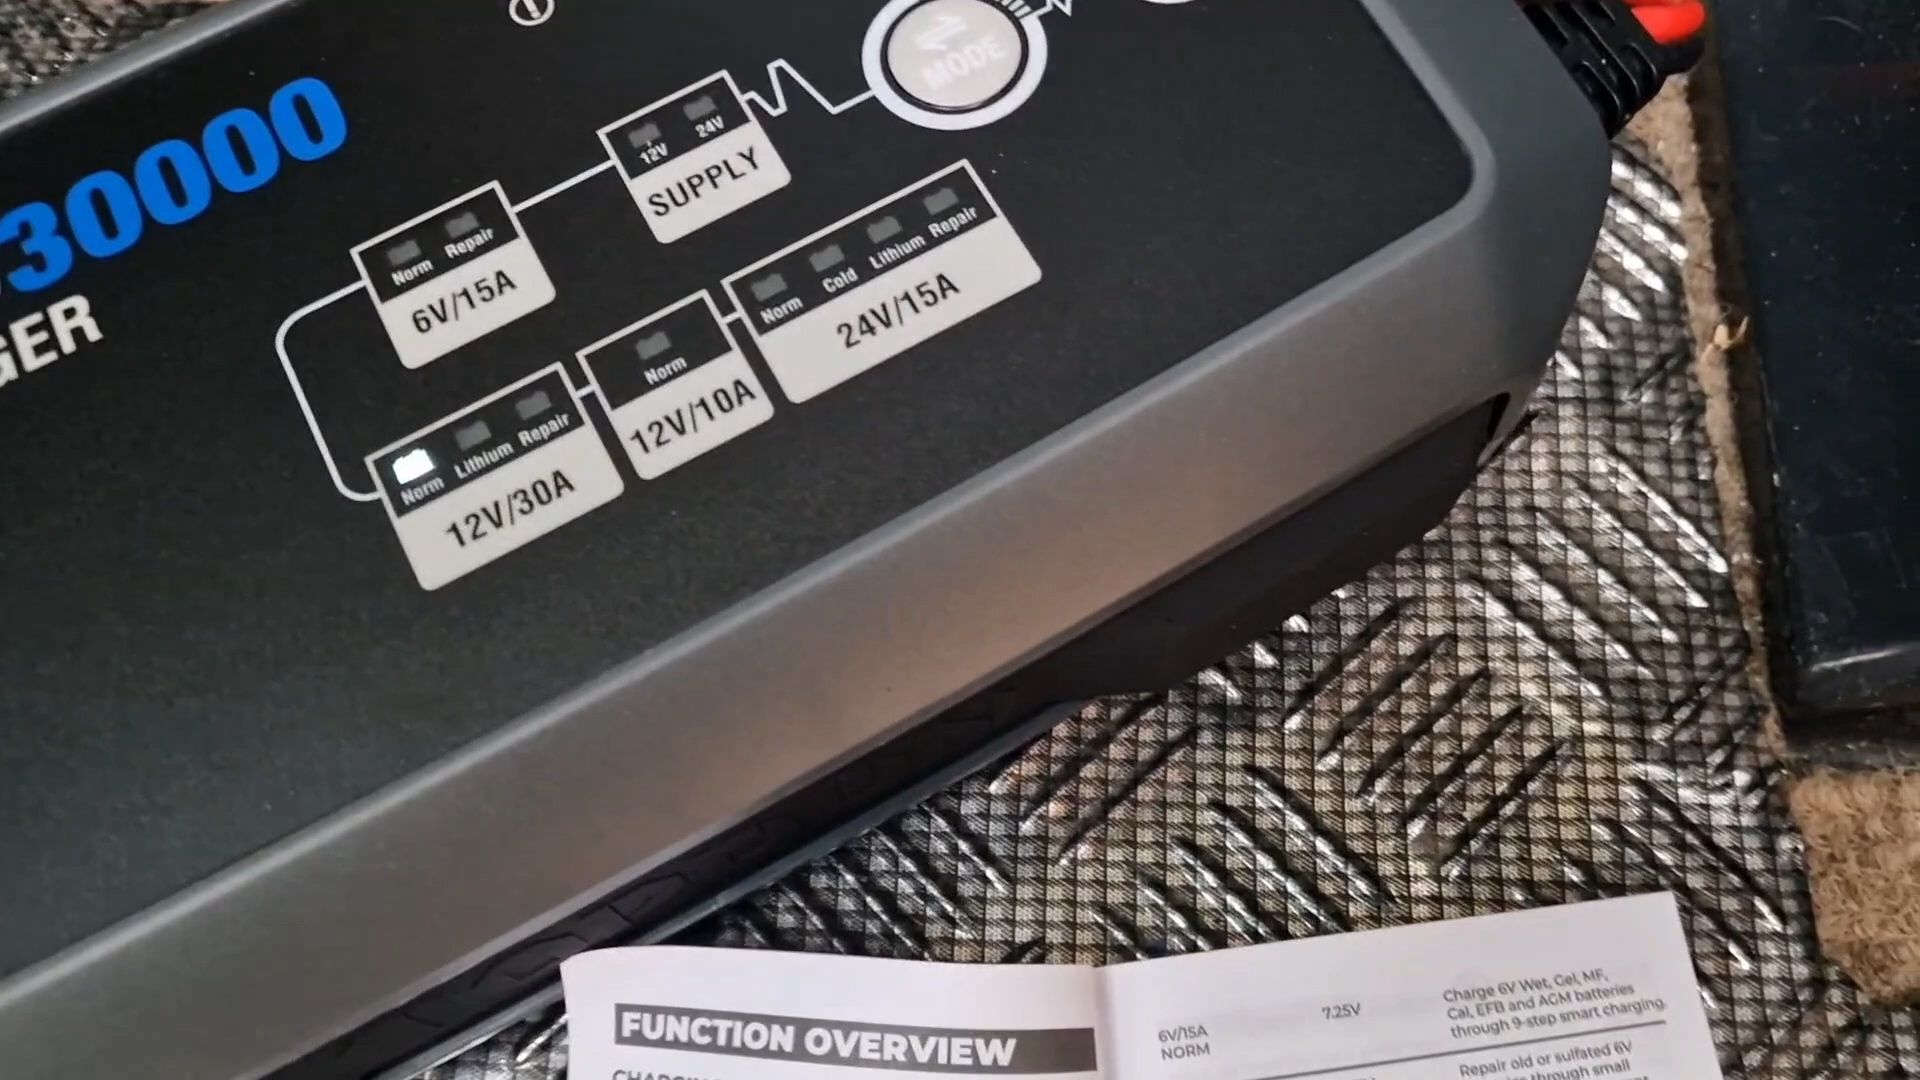 30000
GER
MODE
12V 24V
SUPPLY
Norm Repair
6V/15A
Norm Cold Lithium Repair
24V/15A
Norm
12V/10A
Norm Lithium Repair
12V/30A
FUNCTION OVERVIEW
6V/15A
NORM
7.25V
Charge 6V Wet, Gel, MF,
Cal, EFB and AGM batteries
through 9-step smart charging.
Repair old or sulfated 6V
through small